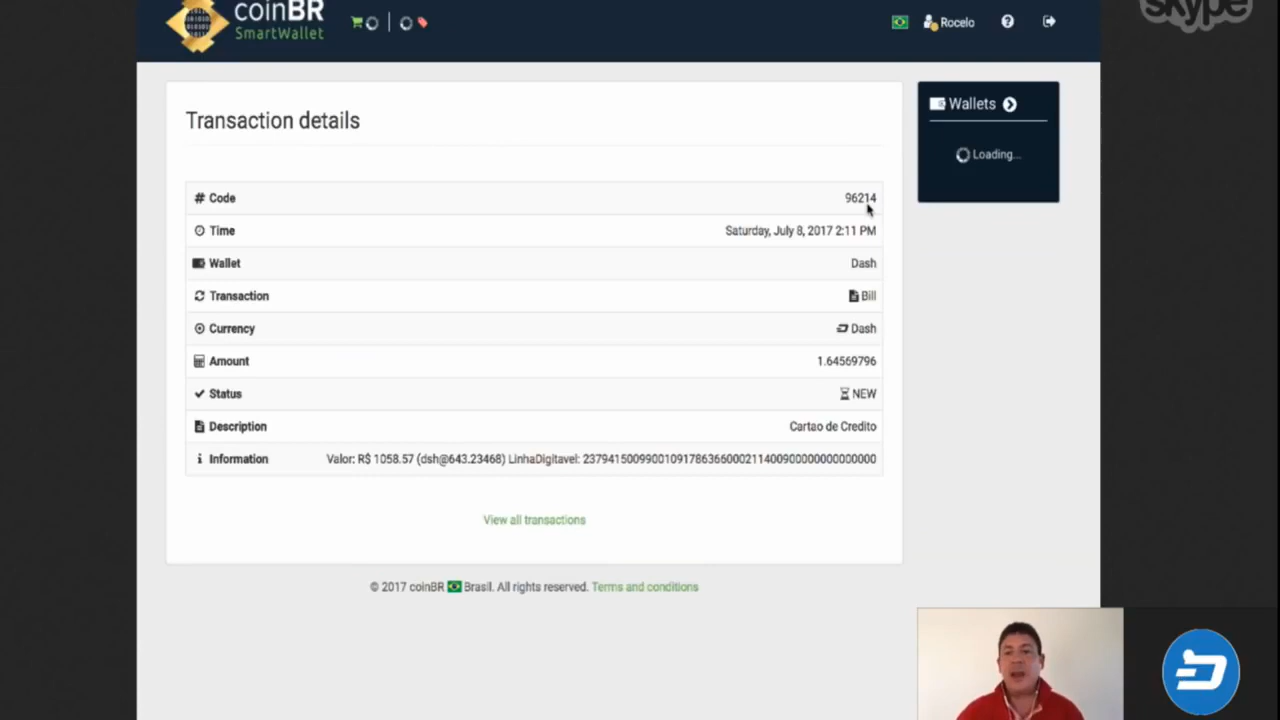 skype
coinBR
SmartWallet
Rocelo
Transaction details
Wallets
Loading...
# Code 96214
Time Saturday, July 8, 2017 2:11 PM
Wallet Dash
Transaction Bill
Currency Dash
Amount 1.64569796
Status NEW
Description Cartao de Credito
Information Valor: R$ 1058.57 (dsh@643.23468) LinhaDigitavel: 23794150099001091786366000211400900000000000000
View all transactions
© 2017 coinBR Brasil. All rights reserved. Terms and conditions